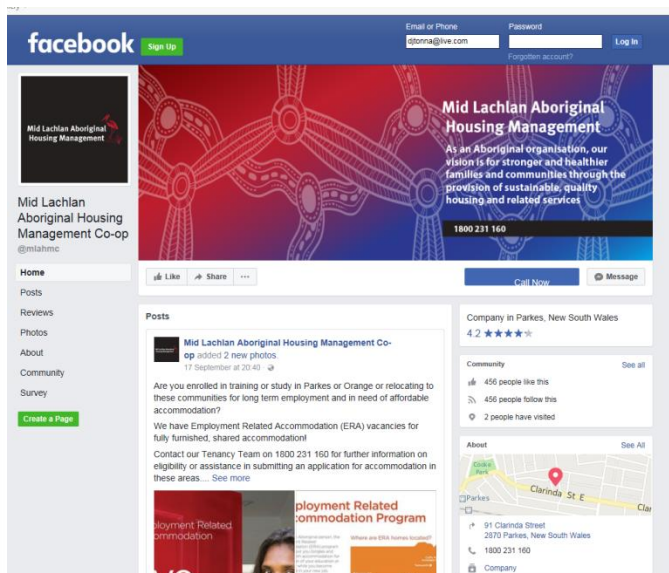 facebook
Sign Up
Email or Phone
Password
djtonna@live.com
Log In
Forgotten account?
Mid Lachlan Aboriginal
Housing Management
Mid Lachlan Aboriginal
Housing Management
As an Aboriginal organisation, our
vision is for stronger and healthier
families and communities through the
provision of sustainable, quality
housing and related services
1800 231 160
Mid Lachlan
Aboriginal Housing
Management Co-op
@mlahmc
Home
Posts
Reviews
Photos
About
Community
Survey
Create a Page
Like
Share
Call Now
Message
Posts
Mid Lachlan Aboriginal Housing Management Co-
op added 2 new photos.
17 September at 20:40 ·
Are you enrolled in training or study in Parkes or Orange or relocating to
these communities for long term employment and in need of affordable
accommodation?
We have Employment Related Accommodation (ERA) vacancies for
fully furnished, shared accommodation!
Contact our Tenancy Team on 1800 231 160 for further information on
eligibility or assistance in submitting an application for accommodation in
these areas.... See more
ployment Related
ommodation
ployment Related
ommodation Program
Where are ERA homes located?
Company in Parkes, New South Wales
4.2
Community
See all
456 people like this
456 people follow this
2 people have visited
About
See All
Cooke
Park
Parkes
Clarinda St E
Clar
91 Clarinda Street
2870 Parkes, New South Wales
1800 231 160
Company